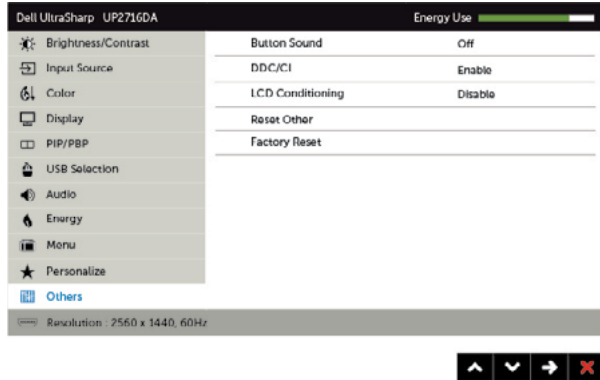 Dell UltraSharp UP2716DA Energy Use
Brightness/Contrast Button Sound Off
Input Source DDC/CI Enable
Color LCD Conditioning Disable
Display Reset Other
PIP/PBP Factory Reset
USB Selection
Audio
Energy
Menu
Personalize
Others
Resolution : 2560 x 1440, 60Hz